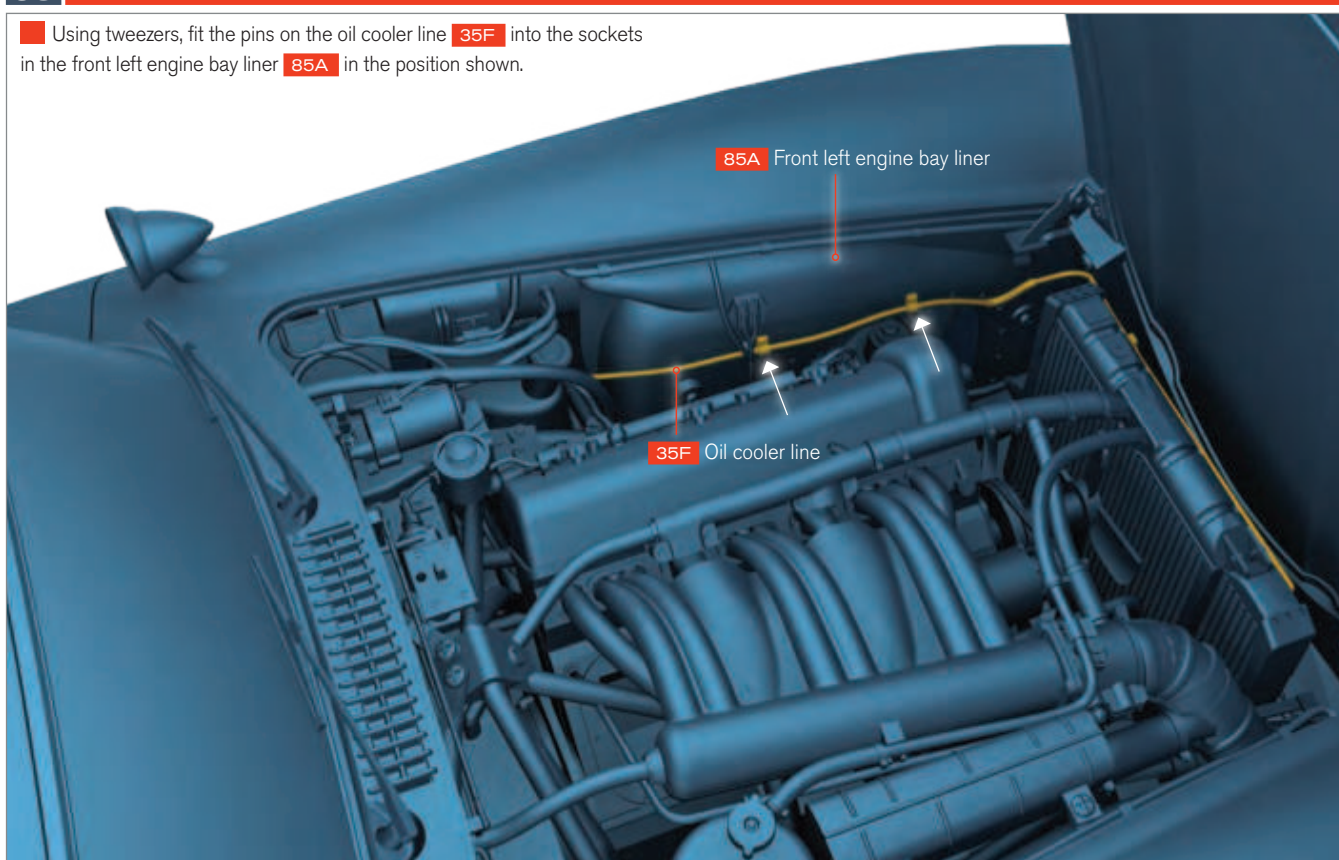 Using tweezers, fit the pins on the oil cooler line 35F into the sockets
in the front left engine bay liner 85A in the position shown.
85A Front left engine bay liner
35F Oil cooler line